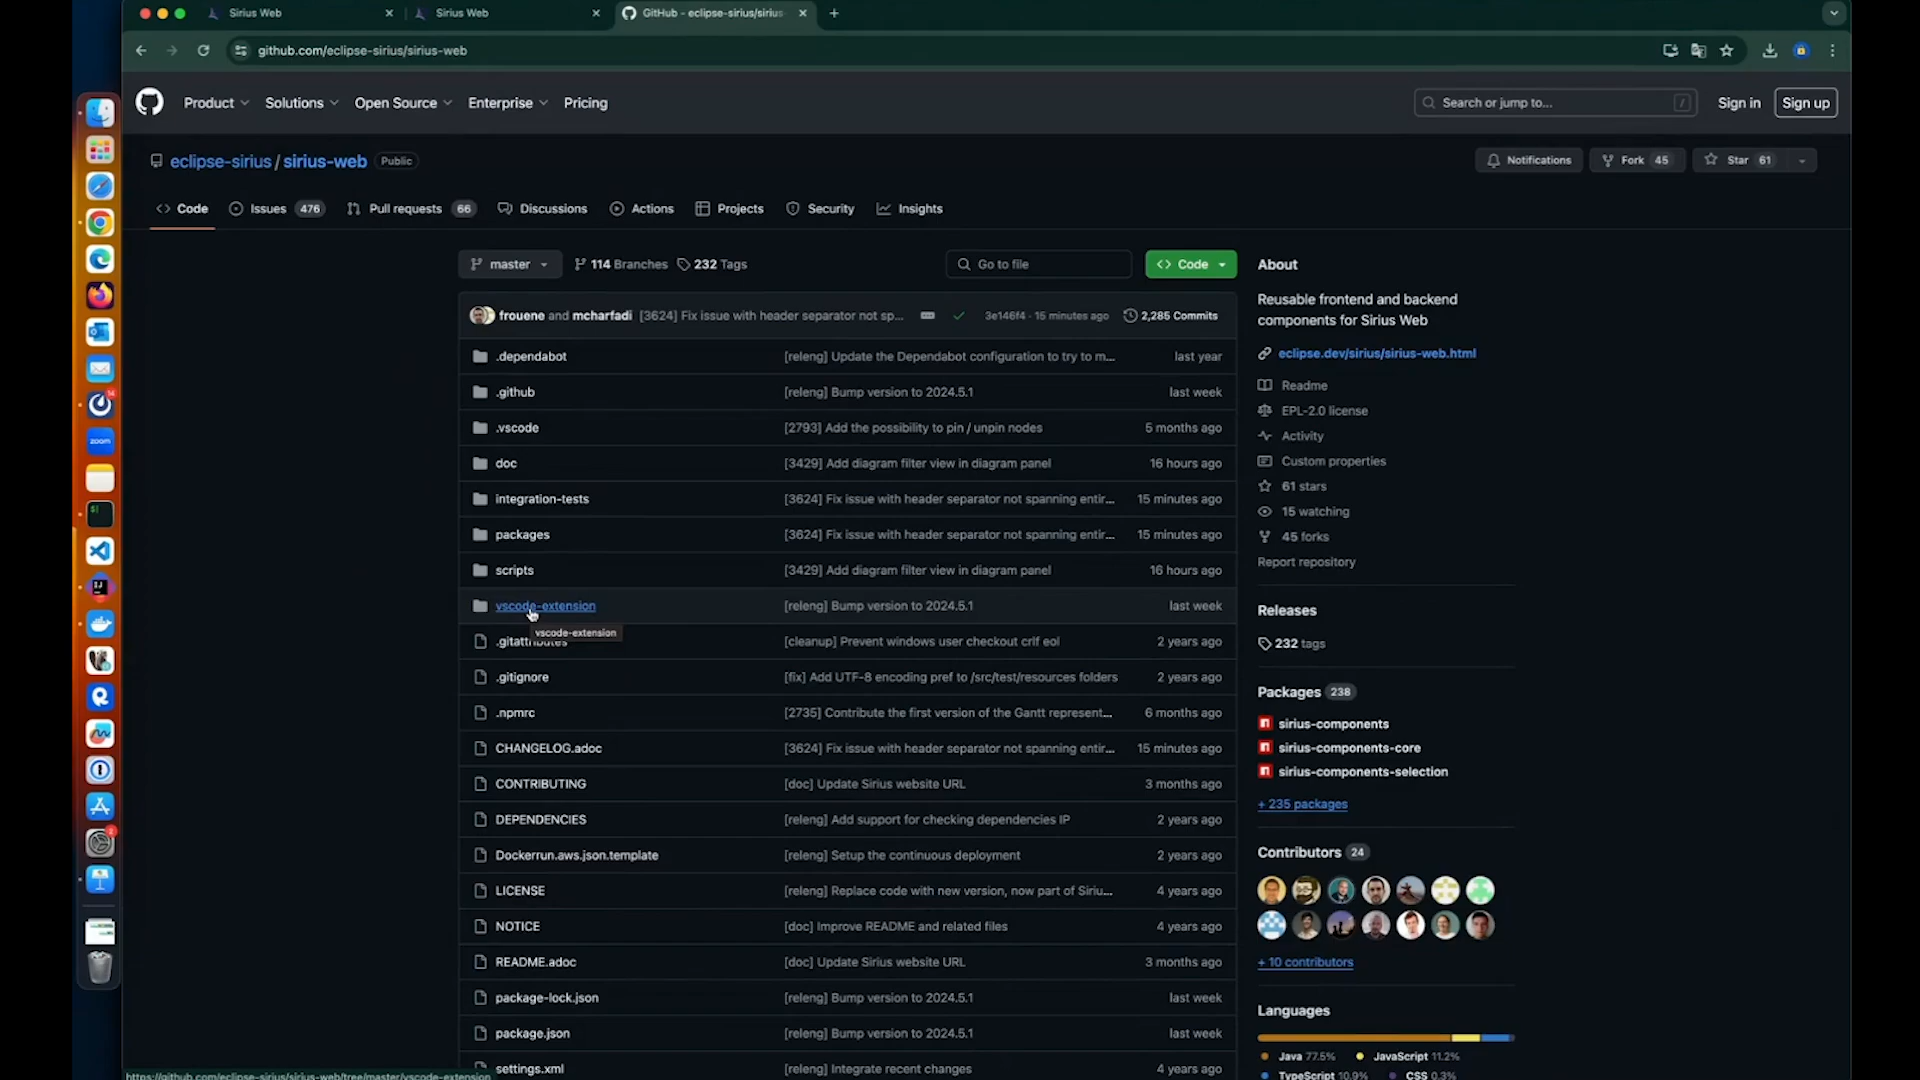 Sirius Web
Sirius Web
GitHub - eclipse-sirius/sirius-
github.com/eclipse-sirius/sirius-web
Product
Solutions
Open Source
Enterprise
Pricing
Search or jump to...
/
Sign in
Sign up
eclipse-sirius / sirius-web
Public
Notifications
Fork 45
Star 61
Code
Issues 476
Pull requests 66
Discussions
Actions
Projects
Security
Insights
master
114 Branches
232 Tags
Go to file
Code
frouene and mcharfadi [3624] Fix issue with header separator not sp... 3e146f4 · 15 minutes ago 2,285 Commits
.dependabot [releng] Update the Dependabot configuration to try to m... last year
.github [releng] Bump version to 2024.5.1 last week
.vscode [2793] Add the possibility to pin / unpin nodes 5 months ago
doc [3429] Add diagram filter view in diagram panel 16 hours ago
integration-tests [3624] Fix issue with header separator not spanning entir... 15 minutes ago
packages [3624] Fix issue with header separator not spanning entir... 15 minutes ago
scripts [3429] Add diagram filter view in diagram panel 16 hours ago
vscode-extension [releng] Bump version to 2024.5.1 last week
vscode-extension
.gitattributes [cleanup] Prevent windows user checkout crlf eol 2 years ago
.gitignore [fix] Add UTF-8 encoding pref to /src/test/resources folders 2 years ago
.npmrc [2735] Contribute the first version of the Gantt represent... 6 months ago
CHANGELOG.adoc [3624] Fix issue with header separator not spanning entir... 15 minutes ago
CONTRIBUTING [doc] Update Sirius website URL 3 months ago
DEPENDENCIES [releng] Add support for checking dependencies IP 2 years ago
Dockerrun.aws.json.template [releng] Setup the continuous deployment 2 years ago
LICENSE [releng] Replace code with new version, now part of Siriu... 4 years ago
NOTICE [doc] Improve README and related files 4 years ago
README.adoc [doc] Update Sirius website URL 3 months ago
package-lock.json [releng] Bump version to 2024.5.1 last week
package.json [releng] Bump version to 2024.5.1 last week
settings.xml [releng] Integrate recent changes 4 years ago
About
Reusable frontend and backend
components for Sirius Web
eclipse.dev/sirius/sirius-web.html
Readme
EPL-2.0 license
Activity
Custom properties
61 stars
15 watching
45 forks
Report repository
Releases
232 tags
Packages 238
sirius-components
sirius-components-core
sirius-components-selection
+ 235 packages
Contributors 24
+ 10 contributors
Languages
Java 77.5%
JavaScript 11.2%
TypeScript 10.9%
CSS 0.3%
https://github.com/eclipse-sirius/sirius-web/tree/master/vscode-extension
zoom